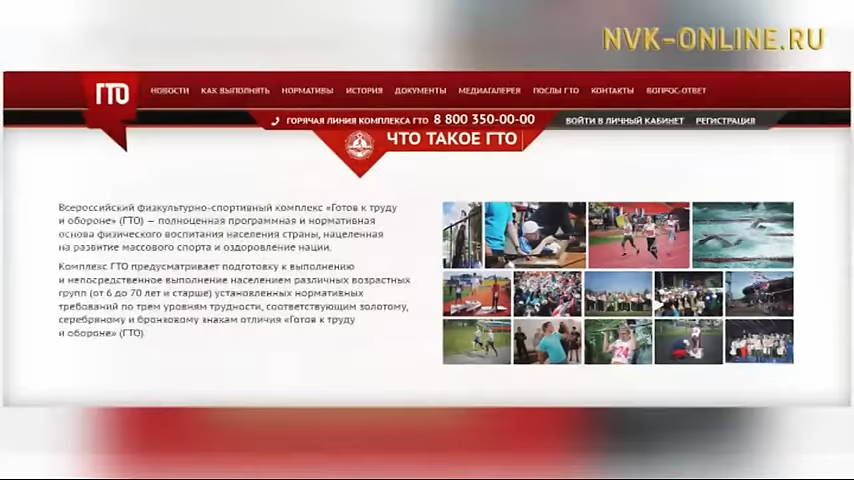 NVK-ONLINE.RU
ГТО
НОВОСТИ КАК ВЫПОЛНЯТЬ НОРМАТИВЫ ИСТОРИЯ ДОКУМЕНТЫ МЕДИАГАЛЕРЕЯ ПОСЛЫ ГТО КОНТАКТЫ ВОПРОС-ОТВЕТ
ГОРЯЧАЯ ЛИНИЯ КОМПЛЕКСА ГТО 8 800 350-00-00 ВОЙТИ В ЛИЧНЫЙ КАБИНЕТ РЕГИСТРАЦИЯ
ЧТО ТАКОЕ ГТО
Всероссийский физкультурно-спортивный комплекс «Готов к труду
и обороне» (ГТО) — полноценная программная и нормативная
основа физического воспитания населения страны, нацеленная
на развитие массового спорта и оздоровление нации.
Комплекс ГТО предусматривает подготовку к выполнению
и непосредственное выполнение населением различных возрастных
групп (от 6 до 70 лет и старше) установленных нормативных
требований по трем уровням трудности, соответствующим золотому,
серебряному и бронзовому знакам отличия «Готов к труду
и обороне» (ГТО).